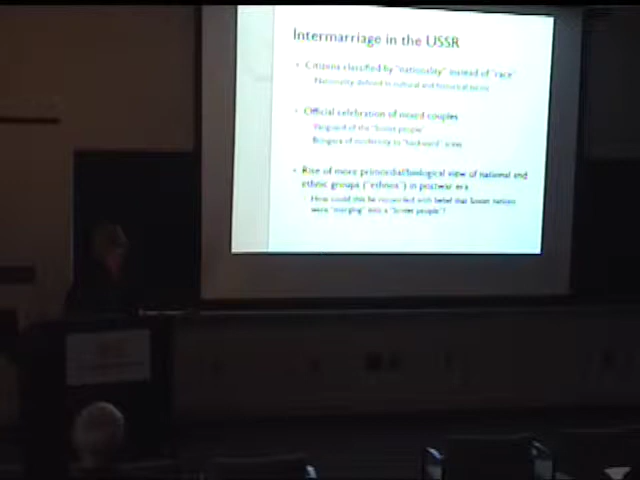 Intermarriage in the USSR
• Citizens classified by "nationality" instead of "race"
Nationality defined in cultural and historical terms
• Official celebration of mixed couples
Vanguard of the "Soviet people"
Bringers of modernity to "backward" areas
• Rise of more primordial/biological view of national and
ethnic groups ("ethnos") in postwar era
How could this be reconciled with belief that Soviet nations
were "merging" into a "Soviet people"?